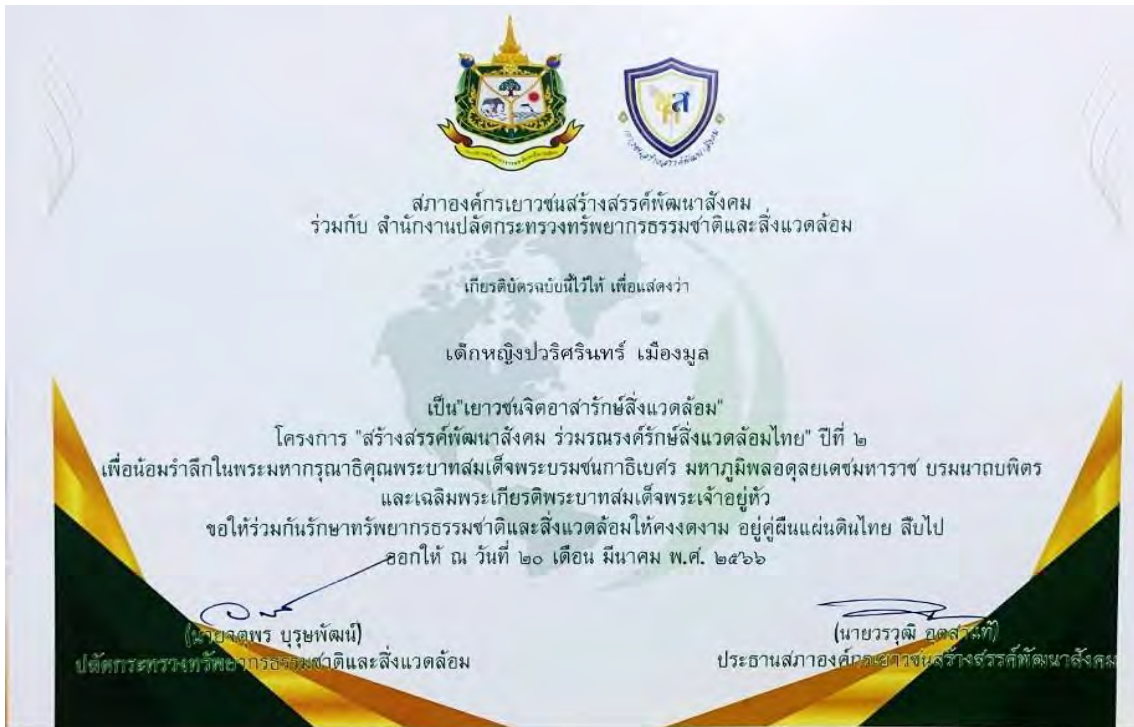 สภาองค์กรเยาวชนสร้างสรรค์พัฒนาสังคม
ร่วมกับ สำนักงานปลัดกระทรวงทรัพยากรธรรมชาติและสิ่งแวดล้อม
เกียรติบัตรฉบับนี้ไว้ให้ เพื่อแสดงว่า
เด็กหญิงปวริศรินทร์ เมืองมูล
เป็น"เยาวชนจิตอาสารักษ์สิ่งแวดล้อม"
โครงการ "สร้างสรรค์พัฒนาสังคม ร่วมรณรงค์รักษ์สิ่งแวดล้อมไทย" ปีที่ ๒
เพื่อน้อมรำลึกในพระมหากรุณาธิคุณพระบาทสมเด็จพระบรมชนกาธิเบศร มหาภูมิพลอดุลยเดชมหาราช บรมนาถบพิตร
และเฉลิมพระเกียรติพระบาทสมเด็จพระเจ้าอยู่หัว
ขอให้ร่วมกันรักษาทรัพยากรธรรมชาติและสิ่งแวดล้อมให้คงงดงาม อยู่คู่ผืนแผ่นดินไทย สืบไป
ออกให้ ณ วันที่ ๒๐ เดือน มีนาคม พ.ศ. ๒๕๖๖
(นายจตุพร บุรุษพัฒน์)
ปลัดกระทรวงทรัพยากรธรรมชาติและสิ่งแวดล้อม
(นายวรวุฒิ
ประธานสภาองค์กรเยาวชนสร้างสรรค์พัฒนาสังคม